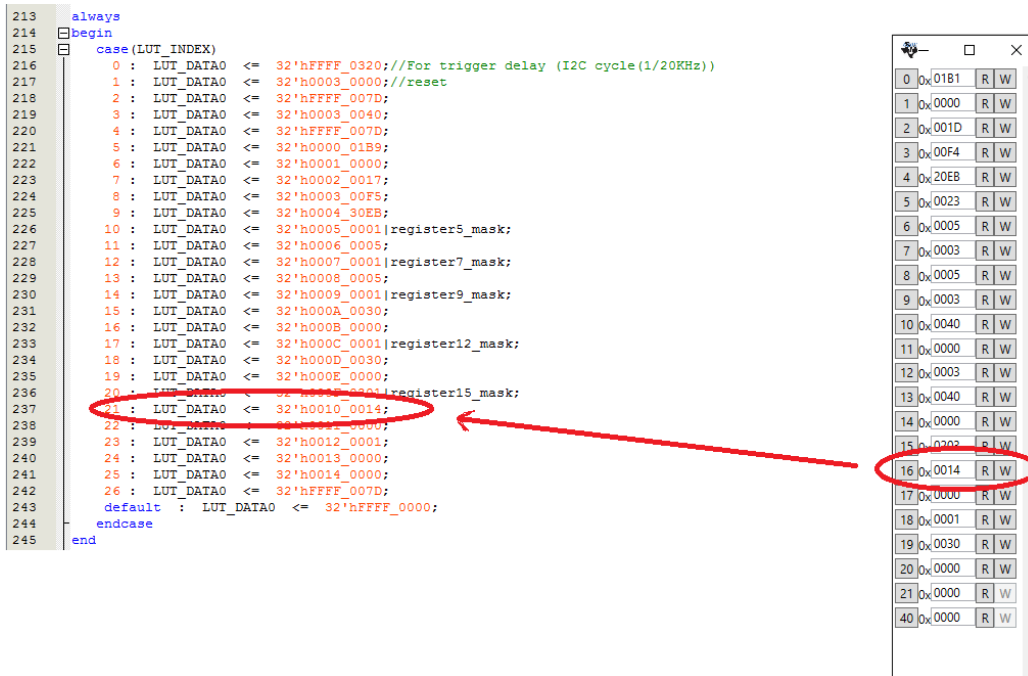 213 always
214 begin
215 case(LUT_INDEX)
216 0 : LUT_DATA0 <= 32'hFFFF_0320;//For trigger delay (I2C cycle(1/20KHz))
217 1 : LUT_DATA0 <= 32'h0003_0000;//reset
218 2 : LUT_DATA0 <= 32'hFFFF_007D;
219 3 : LUT_DATA0 <= 32'h0003_0040;
220 4 : LUT_DATA0 <= 32'hFFFF_007D;
221 5 : LUT_DATA0 <= 32'h0000_01B9;
222 6 : LUT_DATA0 <= 32'h0001_0000;
223 7 : LUT_DATA0 <= 32'h0002_0017;
224 8 : LUT_DATA0 <= 32'h0003_00F5;
225 9 : LUT_DATA0 <= 32'h0004_30EB;
226 10 : LUT_DATA0 <= 32'h0005_0001|register5_mask;
227 11 : LUT_DATA0 <= 32'h0006_0005;
228 12 : LUT_DATA0 <= 32'h0007_0001|register7_mask;
229 13 : LUT_DATA0 <= 32'h0008_0005;
230 14 : LUT_DATA0 <= 32'h0009_0001|register9_mask;
231 15 : LUT_DATA0 <= 32'h000A_0030;
232 16 : LUT_DATA0 <= 32'h000B_0000;
233 17 : LUT_DATA0 <= 32'h000C_0001|register12_mask;
234 18 : LUT_DATA0 <= 32'h000D_0030;
235 19 : LUT_DATA0 <= 32'h000E_0000;
236 20 : LUT_DATA0 <= |register15_mask;
237 21 : LUT_DATA0 <= 32'h0010_0014;
238 22 : LUT_DATA0 <= 32'h0011_0000;
239 23 : LUT_DATA0 <= 32'h0012_0001;
240 24 : LUT_DATA0 <= 32'h0013_0000;
241 25 : LUT_DATA0 <= 32'h0014_0000;
242 26 : LUT_DATA0 <= 32'hFFFF_007D;
243 default : LUT_DATA0 <= 32'hFFFF_0000;
244 endcase
245 end
0 0x 01B1 R W
1 0x 0000 R W
2 0x 001D R W
3 0x 00F4 R W
4 0x 20EB R W
5 0x 0023 R W
6 0x 0005 R W
7 0x 0003 R W
8 0x 0005 R W
9 0x 0003 R W
10 0x 0040 R W
11 0x 0000 R W
12 0x 0003 R W
13 0x 0040 R W
14 0x 0000 R W
15 0x 0203 R W
16 0x 0014 R W
17 0x 0000 R W
18 0x 0001 R W
19 0x 0030 R W
20 0x 0000 R W
21 0x 0000 R W
40 0x 0000 R W